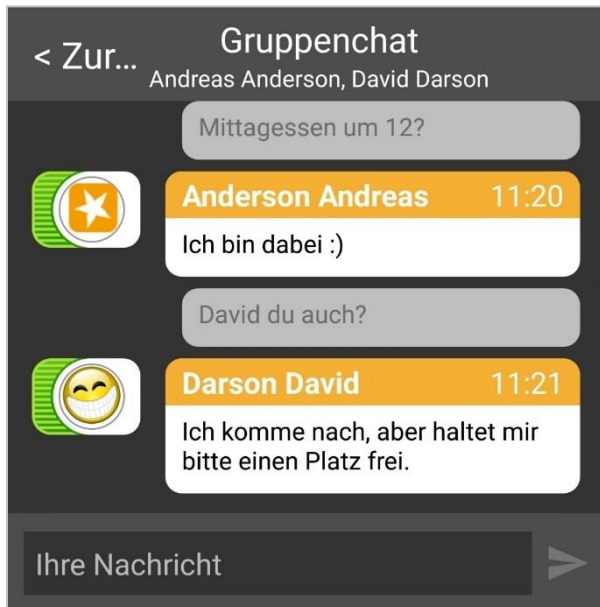 < Zur...
Gruppenchat
Andreas Anderson, David Darson
Mittagessen um 12?
Anderson Andreas 11:20
Ich bin dabei :)
David du auch?
Darson David 11:21
Ich komme nach, aber haltet mir
bitte einen Platz frei.
Ihre Nachricht